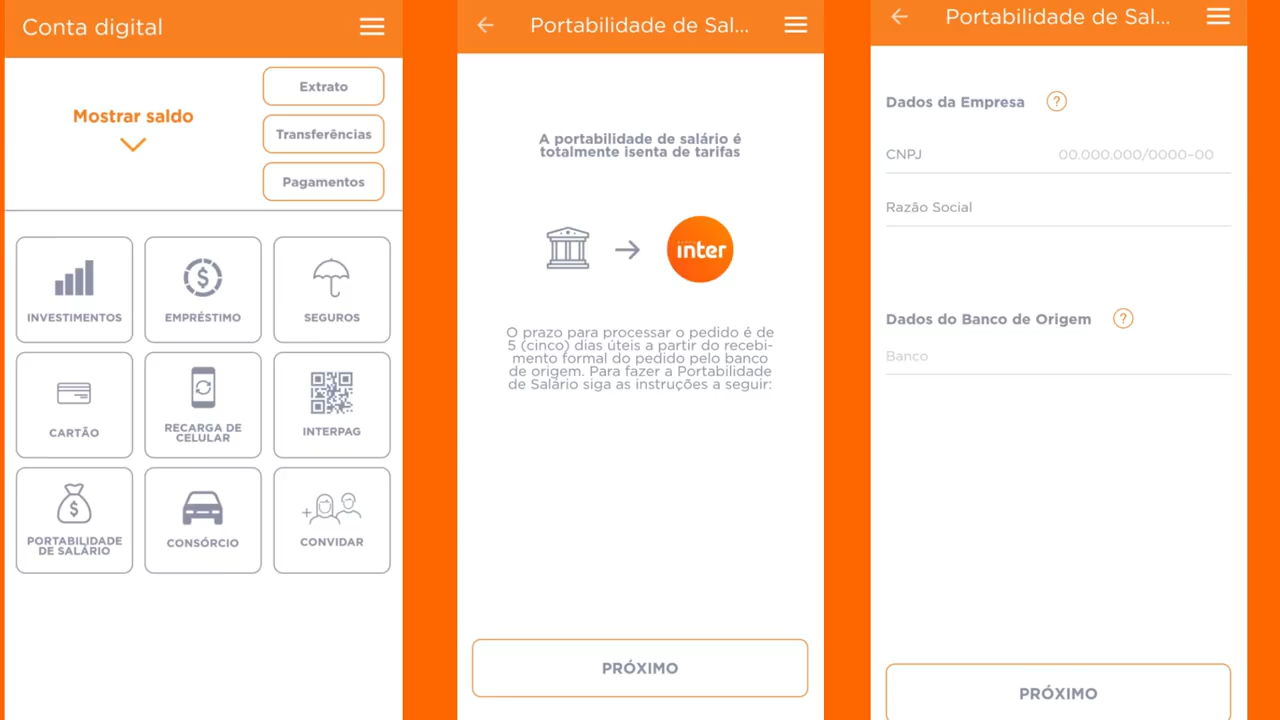 Conta digital
Mostrar saldo
Extrato
Transferências
Pagamentos
INVESTIMENTOS
EMPRÉSTIMO
SEGUROS
CARTÃO
RECARGA DE
CELULAR
INTERPAG
PORTABILIDADE
DE SALÁRIO
CONSÓRCIO
CONVIDAR
Portabilidade de Sal...
A portabilidade de salário é
totalmente isenta de tarifas
inter
O prazo para processar o pedido é de
5 (cinco) dias úteis a partir do recebi-
mento formal do pedido pelo banco
de origem. Para fazer a Portabilidade
de Salário siga as instruções a seguir:
PRÓXIMO
Portabilidade de Sal...
Dados da Empresa ?
CNPJ 00.000.000/0000-00
Razão Social
Dados do Banco de Origem ?
Banco
PRÓXIMO